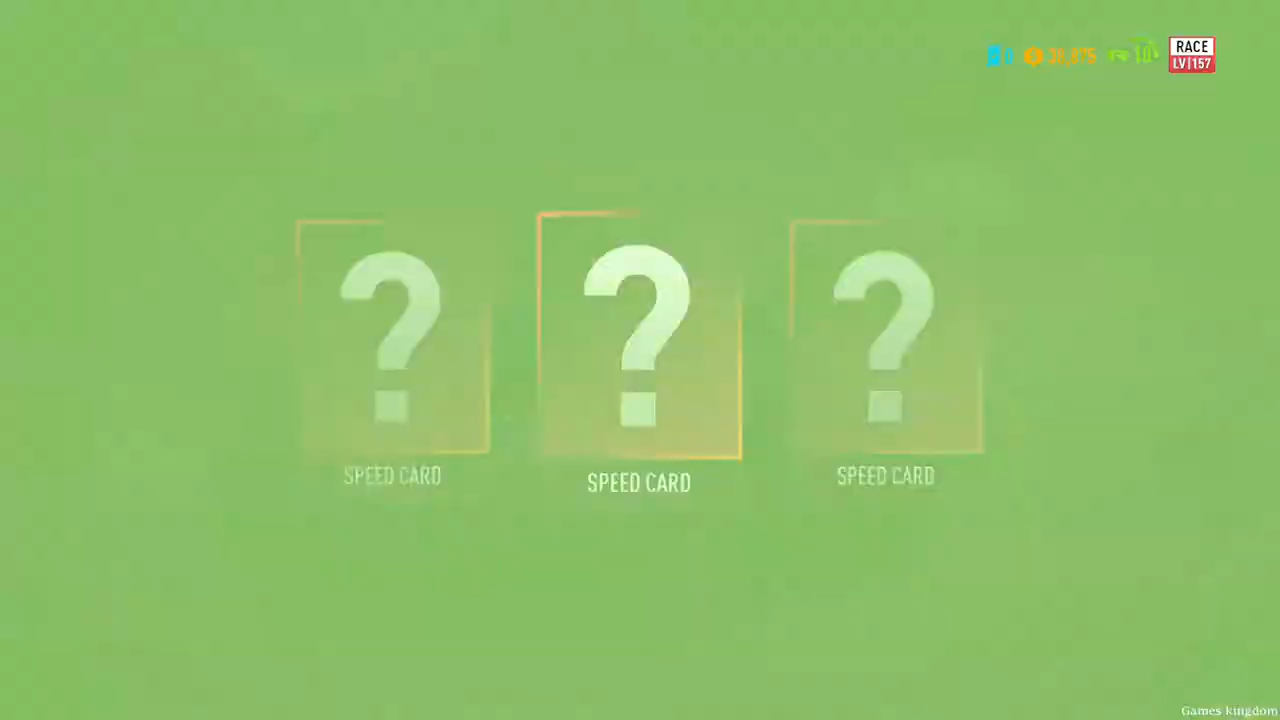 RACE
LV|157
? ? ?
SPEED CARD SPEED CARD SPEED CARD
Games kingdom